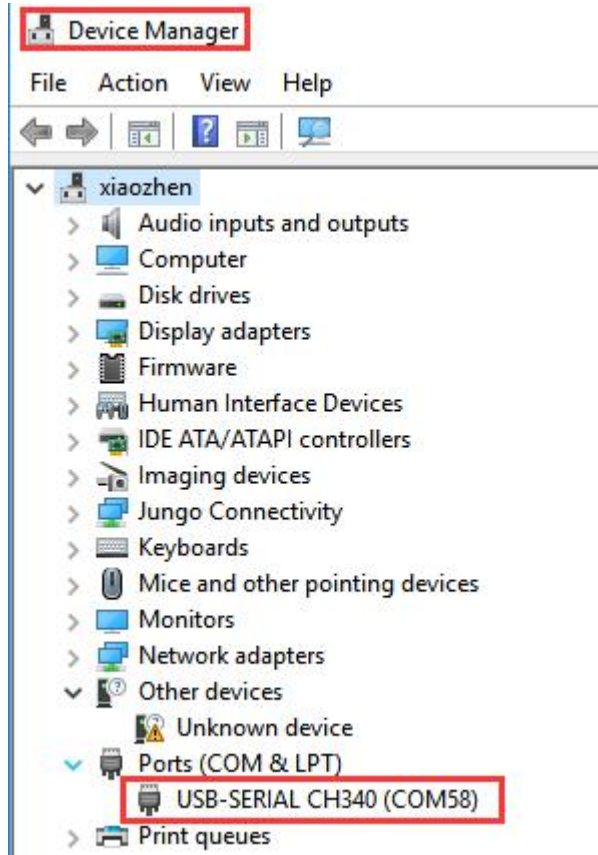 Device Manager
File Action View Help
xiaozhen
Audio inputs and outputs
Computer
Disk drives
Display adapters
Firmware
Human Interface Devices
IDE ATA/ATAPI controllers
Imaging devices
Jungo Connectivity
Keyboards
Mice and other pointing devices
Monitors
Network adapters
Other devices
Unknown device
Ports (COM & LPT)
USB-SERIAL CH340 (COM58)
Print queues